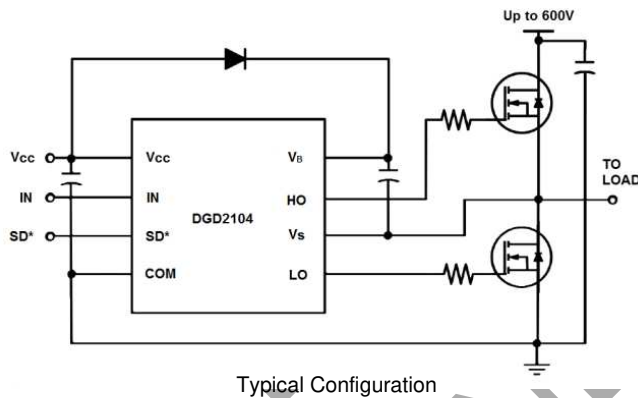 Up to 600V
Vcc
Vcc
VB
IN
IN
HO
TO
LOAD
DGD2104
SD*
SD*
Vs
COM
LO
Typical Configuration